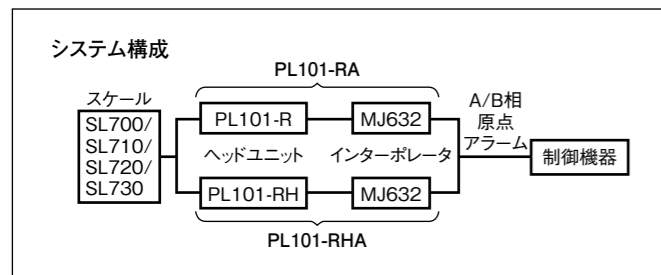 システム構成
PL101-RA
スケール
SL700/
SL710/
SL720/
SL730
PL101-R
MJ632
ヘッドユニット
インターポレータ
PL101-RH
MJ632
PL101-RHA
A/B相
原点
アラーム
制御機器